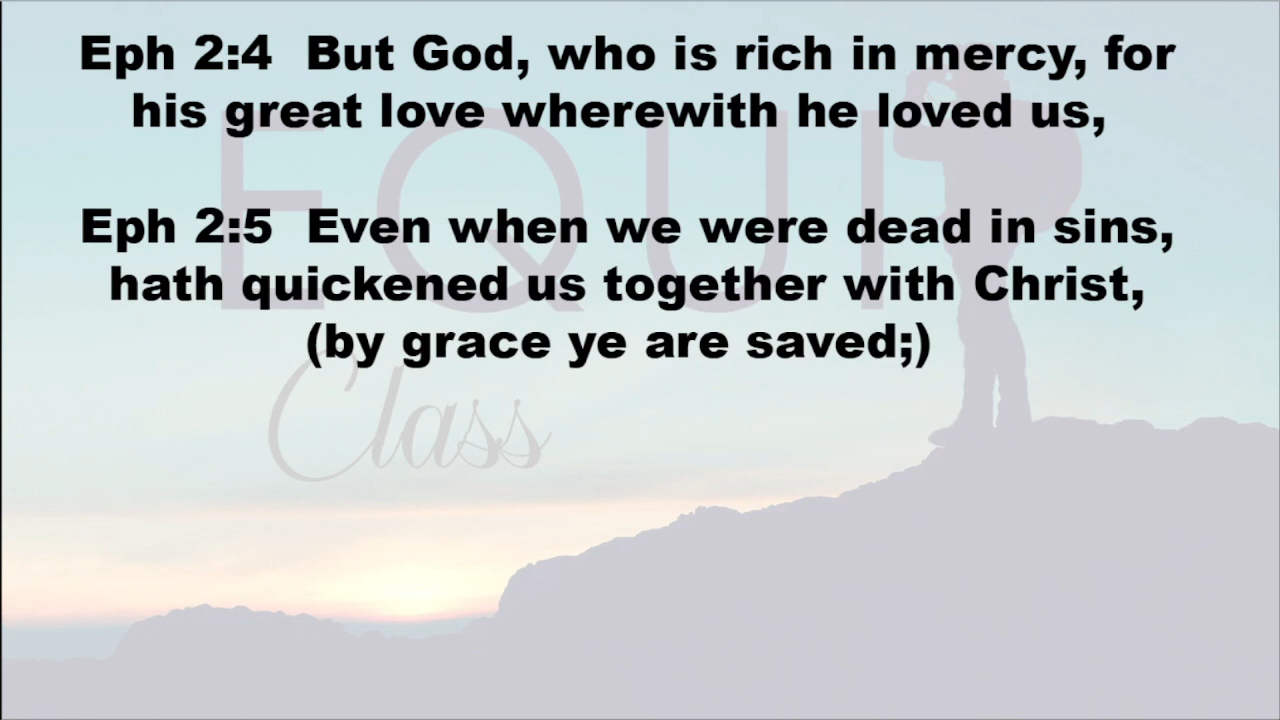 Eph 2:4  But God, who is rich in mercy, for
his great love wherewith he loved us,
Eph 2:5  Even when we were dead in sins,
hath quickened us together with Christ,
(by grace ye are saved;)
EQUI
Class